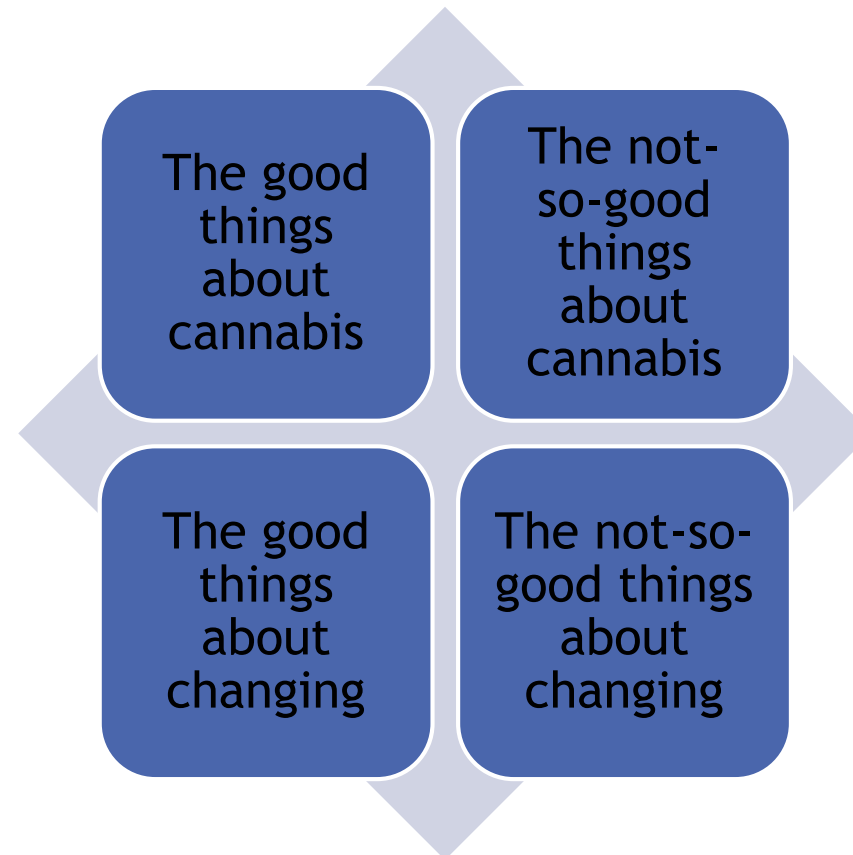 The good
things
about
cannabis
The not-
so-good
things
about
cannabis
The good
things
about
changing
The not-so-
good things
about
changing